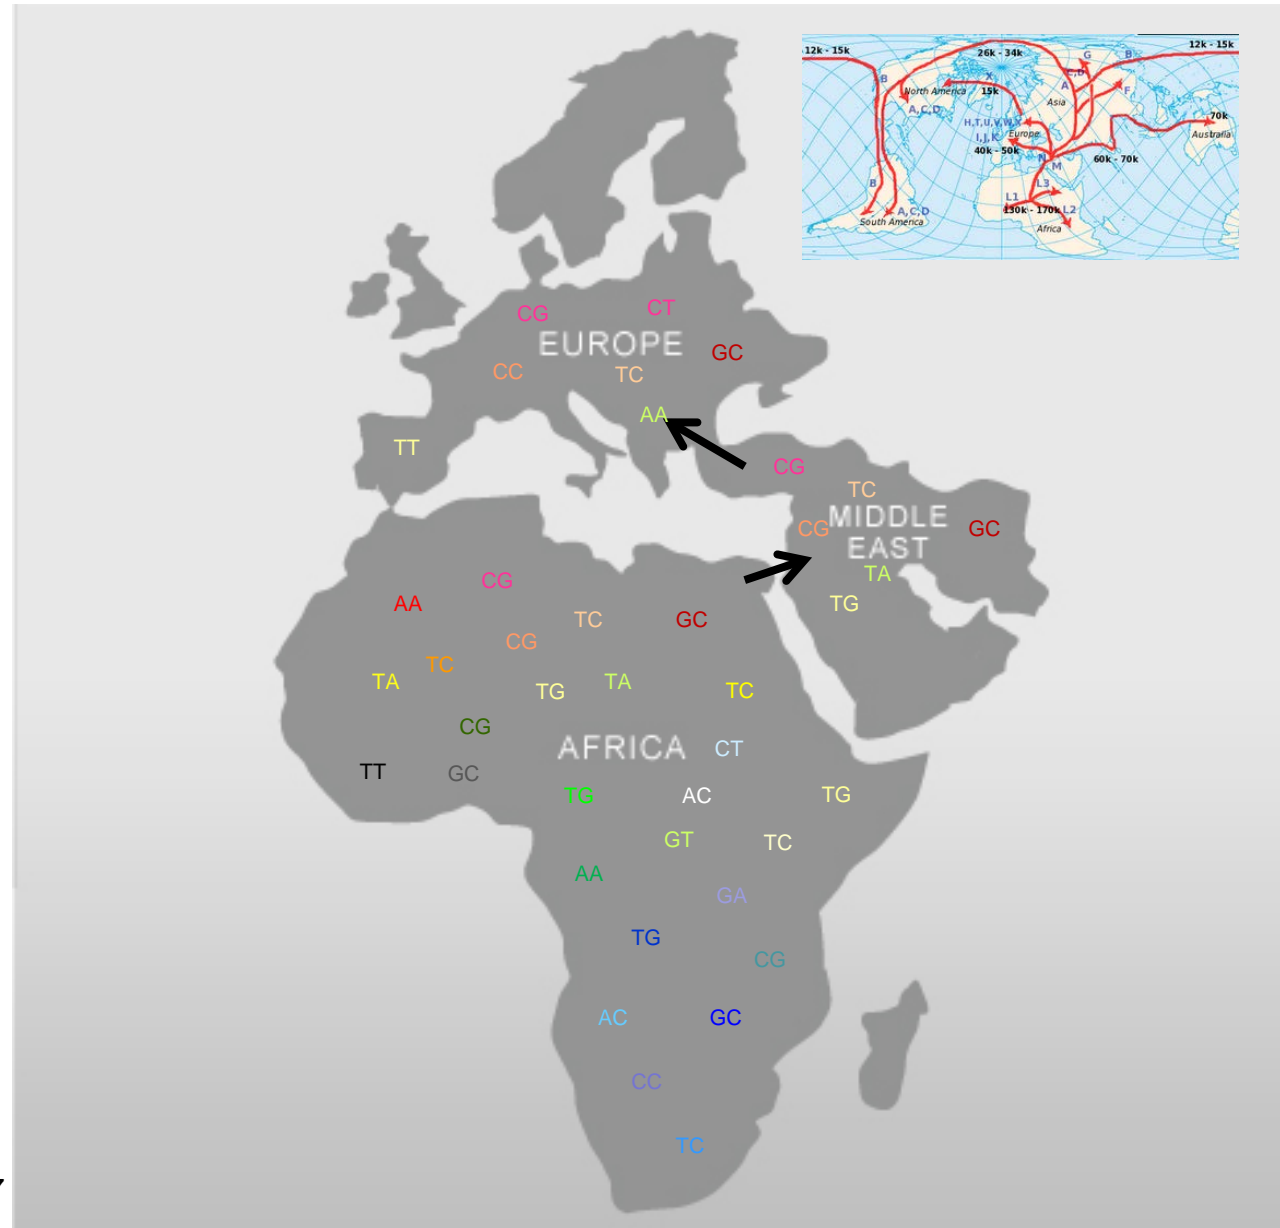 12k - 15k
26k - 34k
G
B
12k - 15k
B
X
C,D
North America
15k
A
F
Asia
A,C,D
H,T,U,V,W,X
70k
I,J,K
Europe
Australia
40k - 50k
N
60k - 70k
M
B
L3
L1
A,C,D
130k - 170k
L2
South America
Africa
CG
CT
EUROPE
GC
CC
TC
AA
TT
CG
TC
MIDDLE
CG
GC
EAST
TA
CG
AA
TG
TC
GC
CG
TC
TA
TG
TA
TC
CG
AFRICA
CT
TT
GC
TG
AC
TG
GT
TC
AA
GA
TG
CG
AC
GC
CC
TC